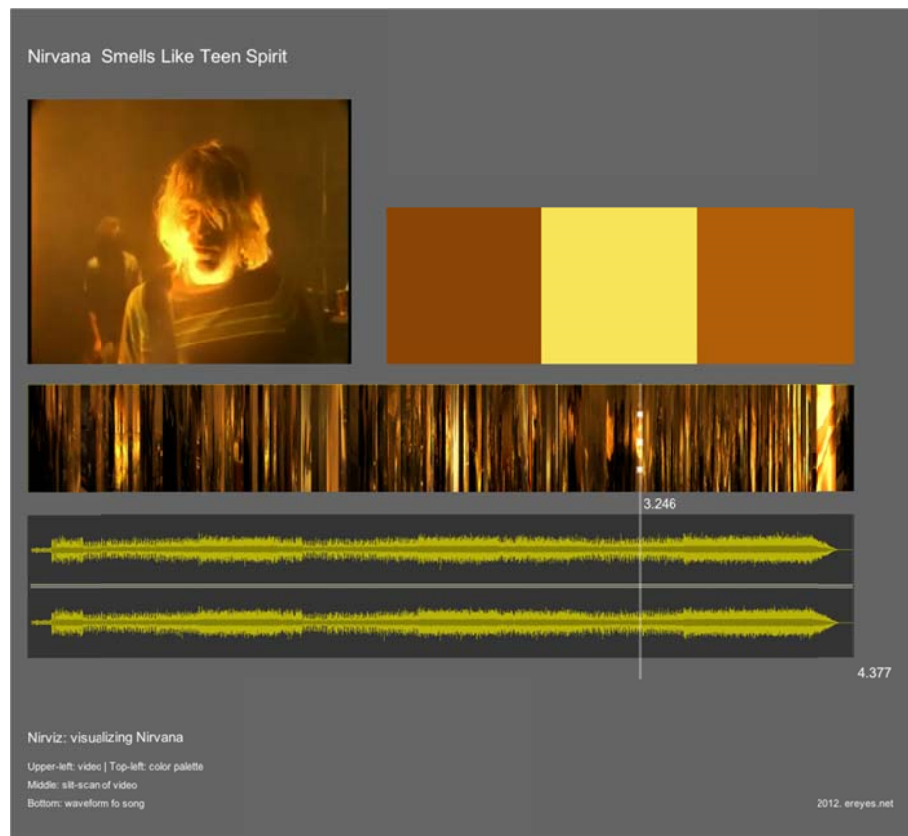 Nirvana  Smells Like Teen Spirit
3.246
4.377
Nirviz: visualizing Nirvana
Upper-left: video | Top-left: color palette
Middle: slit-scan of video
Bottom: waveform fo song
2012. ereyes.net